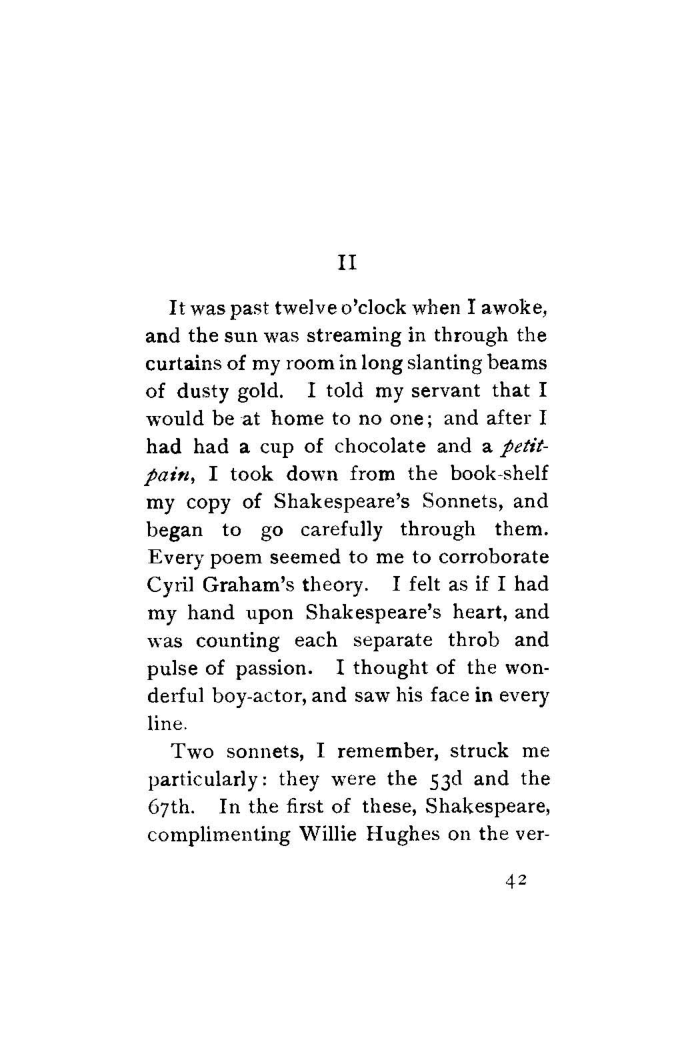 II
It was past twelve o'clock when I awoke,
and the sun was streaming in through the
curtains of my room in long slanting beams
of dusty gold. I told my servant that I
would be at home to no one; and after I
had had a cup of chocolate and a petit-
pain, I took down from the book-shelf
my copy of Shakespeare's Sonnets, and
began to go carefully through them.
Every poem seemed to me to corroborate
Cyril Graham's theory. I felt as if I had
my hand upon Shakespeare's heart, and
was counting each separate throb and
pulse of passion. I thought of the won-
derful boy-actor, and saw his face in every
line.
Two sonnets, I remember, struck me
particularly: they were the 53d and the
67th. In the first of these, Shakespeare,
complimenting Willie Hughes on the ver-
42